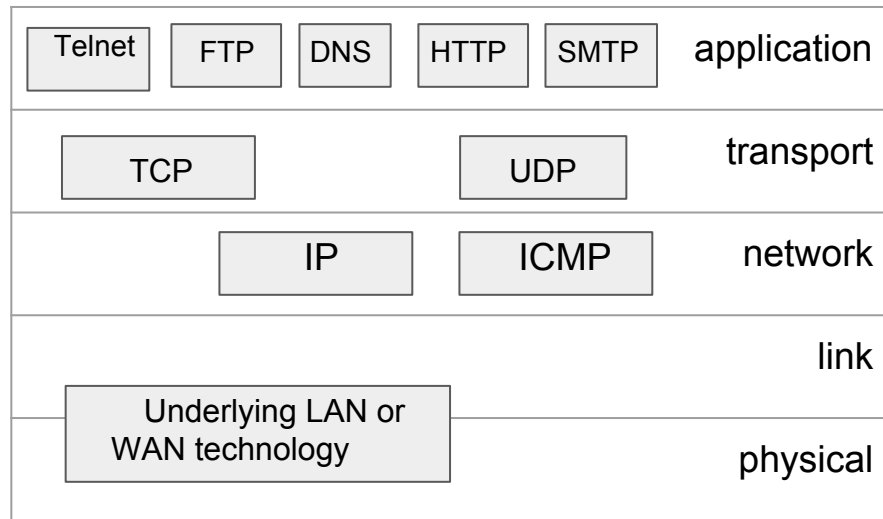 Telnet FTP DNS HTTP SMTP application
TCP UDP transport
IP ICMP network
link
Underlying LAN or
WAN technology
physical